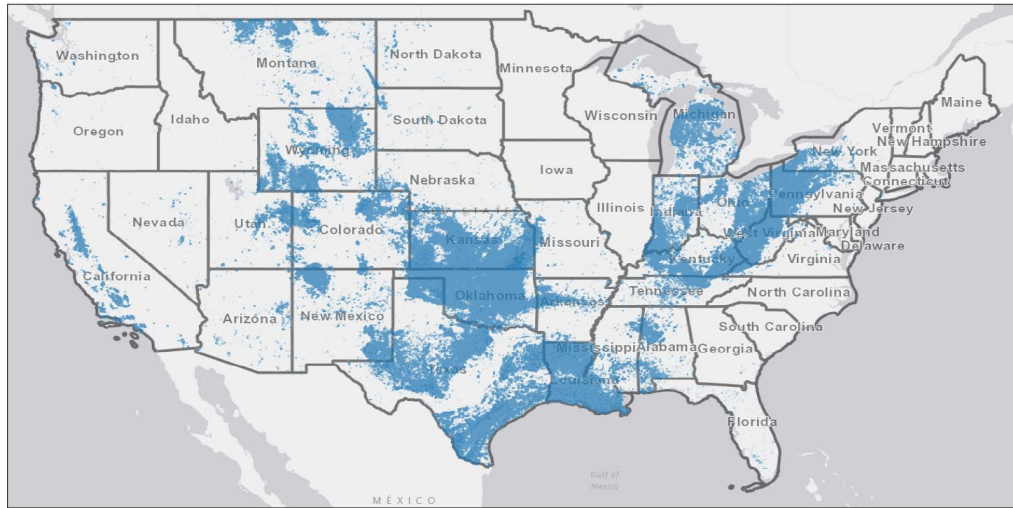 Washington
Montana
North Dakota
Minnesota
Maine
Oregon
Idaho
South Dakota
Wisconsin
Michigan
Vermont
New Hampshire
Wyoming
New York
Massachusetts
Connecticut
Nebraska
Iowa
Pennsylvania
Nevada
Utah
Colorado
Kansas
Missouri
Illinois
Indiana
Ohio
New Jersey
West Virginia
Maryland
Delaware
California
Kentucky
Virginia
Arizona
New Mexico
Oklahoma
Arkansas
Tennessee
North Carolina
South Carolina
Texas
Louisiana
Mississippi
Alabama
Georgia
Florida
Gulf of
Mexico
MÉXICO